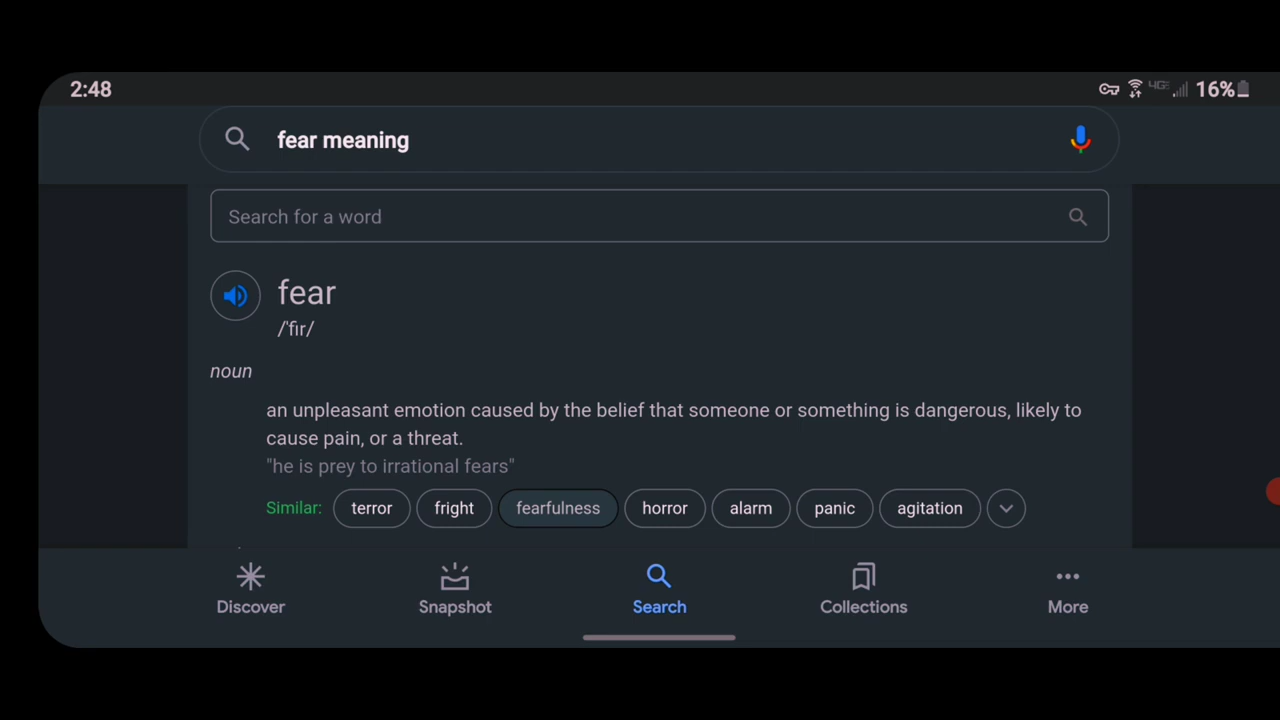 2:48
4GE
16%
fear meaning
Search for a word
fear
/ˈfir/
noun
an unpleasant emotion caused by the belief that someone or something is dangerous, likely to
cause pain, or a threat.
"he is prey to irrational fears"
Similar: terror fright fearfulness horror alarm panic agitation
Discover Snapshot Search Collections More